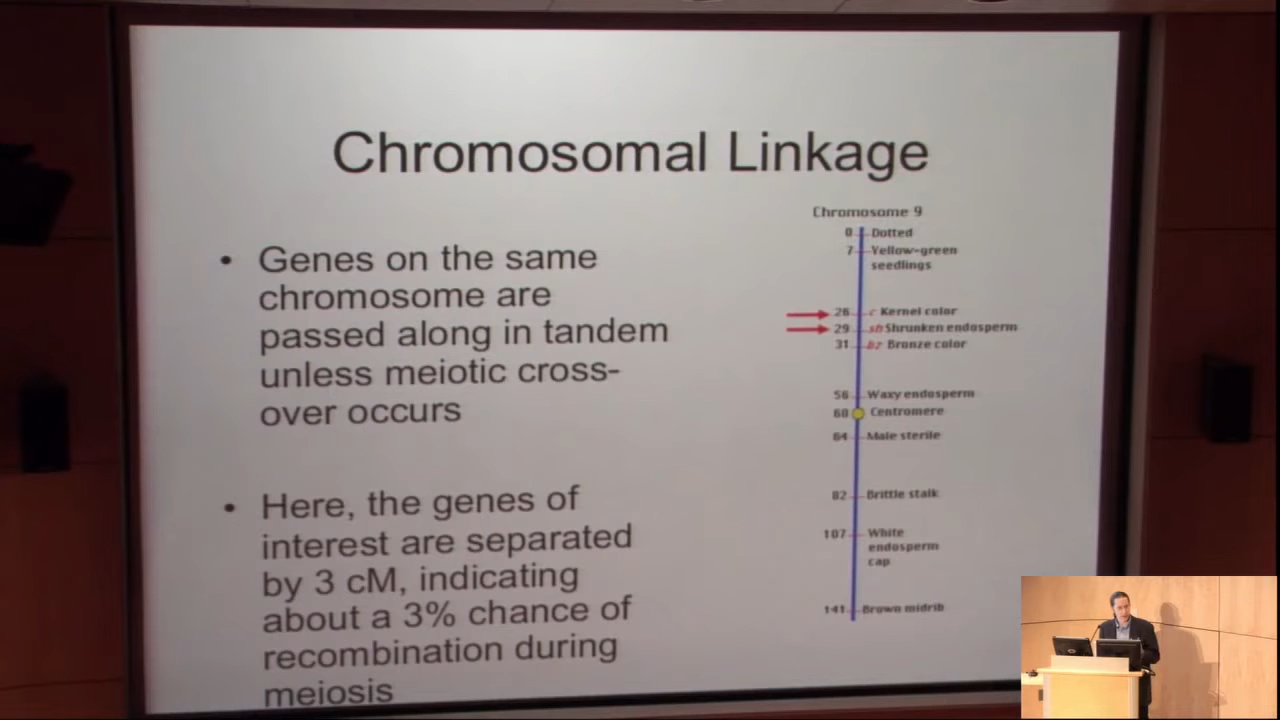 Chromosomal Linkage
• Genes on the same
chromosome are
passed along in tandem
unless meiotic cross-
over occurs
• Here, the genes of
interest are separated
by 3 cM, indicating
about a 3% chance of
recombination during
meiosis
Chromosome 9
0 Dotted
7 Yellow-green
seedlings
26 c Kernel color
29 sh Shrunken endosperm
31 bz Bronze color
56 Waxy endosperm
60 Centromere
64 Male sterile
82 Brittle stalk
107 White
endosperm
cap
141 Brown midrib